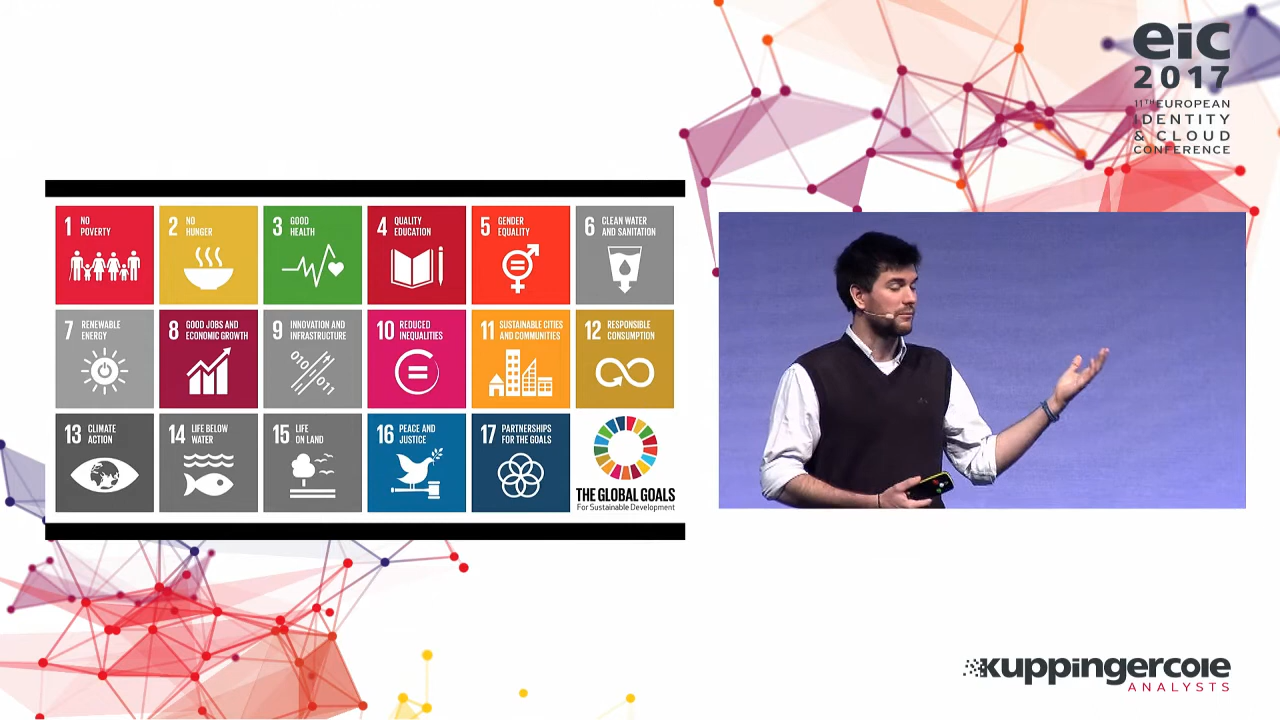 eic
2017
11TH EUROPEAN
IDENTITY
& CLOUD
CONFERENCE
1 NO
POVERTY
2 NO
HUNGER
3 GOOD
HEALTH
4 QUALITY
EDUCATION
5 GENDER
EQUALITY
6 CLEAN WATER
AND SANITATION
7 RENEWABLE
ENERGY
8 GOOD JOBS AND
ECONOMIC GROWTH
9 INNOVATION AND
INFRASTRUCTURE
010
011
10 REDUCED
INEQUALITIES
11 SUSTAINABLE CITIES
AND COMMUNITIES
12 RESPONSIBLE
CONSUMPTION
13 CLIMATE
ACTION
14 LIFE BELOW
WATER
15 LIFE
ON LAND
16 PEACE AND
JUSTICE
17 PARTNERSHIPS
FOR THE GOALS
THE GLOBAL GOALS
For Sustainable Development
kuppingercole
ANALYSTS